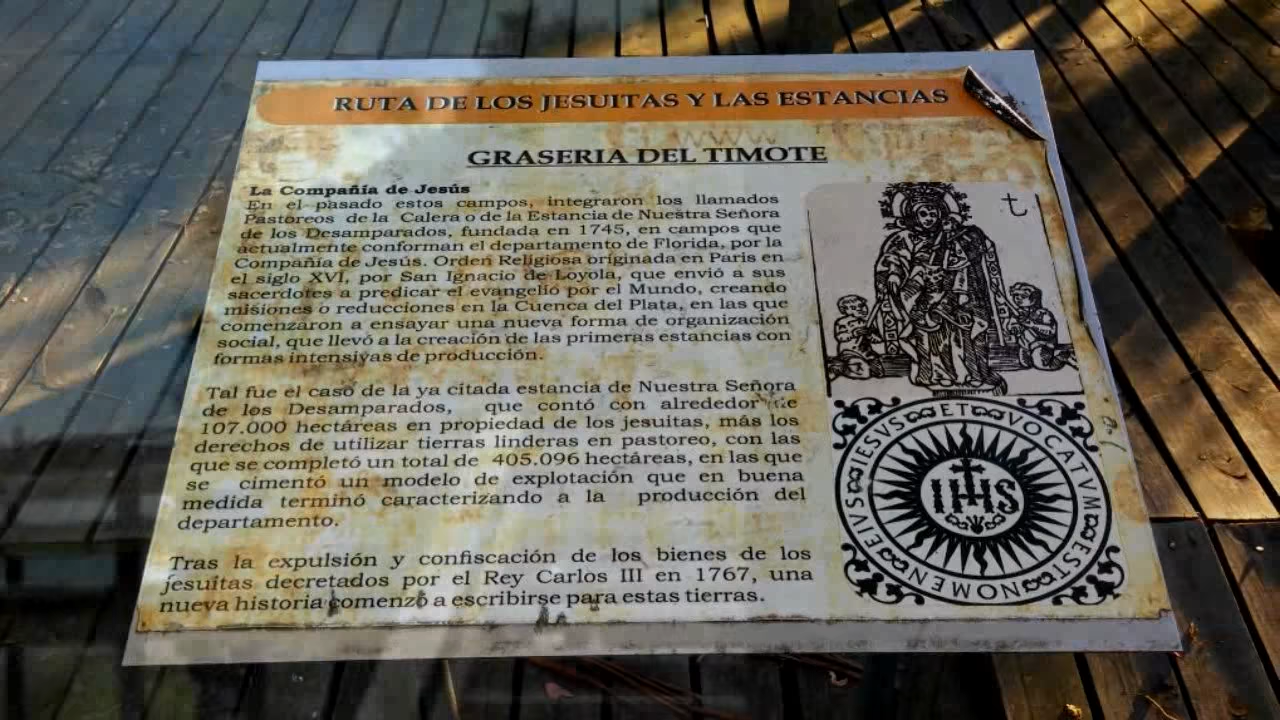 RUTA DE LOS JESUITAS Y LAS ESTANCIAS
GRASERIA DEL TIMOTE
La Compañía de Jesús
En el pasado estos campos, integraron los llamados
Pastoreos de la Calera o de la Estancia de Nuestra Señora
de los Desamparados, fundada en 1745, en campos que
actualmente conforman el departamento de Florida, por la
Compañía de Jesús. Orden Religiosa originada en Paris en
el siglo XVI, por San Ignacio de Loyola, que envió a sus
sacerdotes a predicar el evangelio por el Mundo, creando
misiones o reducciones en la Cuenca del Plata, en las que
comenzaron a ensayar una nueva forma de organización
social, que llevó a la creación de las primeras estancias con
formas intensivas de producción.
Tal fue el caso de la ya citada estancia de Nuestra Señora
de los Desamparados, que contó con alrededor de
107.000 hectáreas en propiedad de los jesuitas, más los
derechos de utilizar tierras linderas en pastoreo, con las
que se completó un total de 405.096 hectáreas, en las que
se cimentó un modelo de explotación que en buena
medida terminó caracterizando a la producción del
departamento.
Tras la expulsión y confiscación de los bienes de los
jesuitas decretados por el Rey Carlos III en 1767, una
nueva historia comenzó a escribirse para estas tierras.
t
ET VOCATVM EST NOMEN EIVS IESVS
IHS